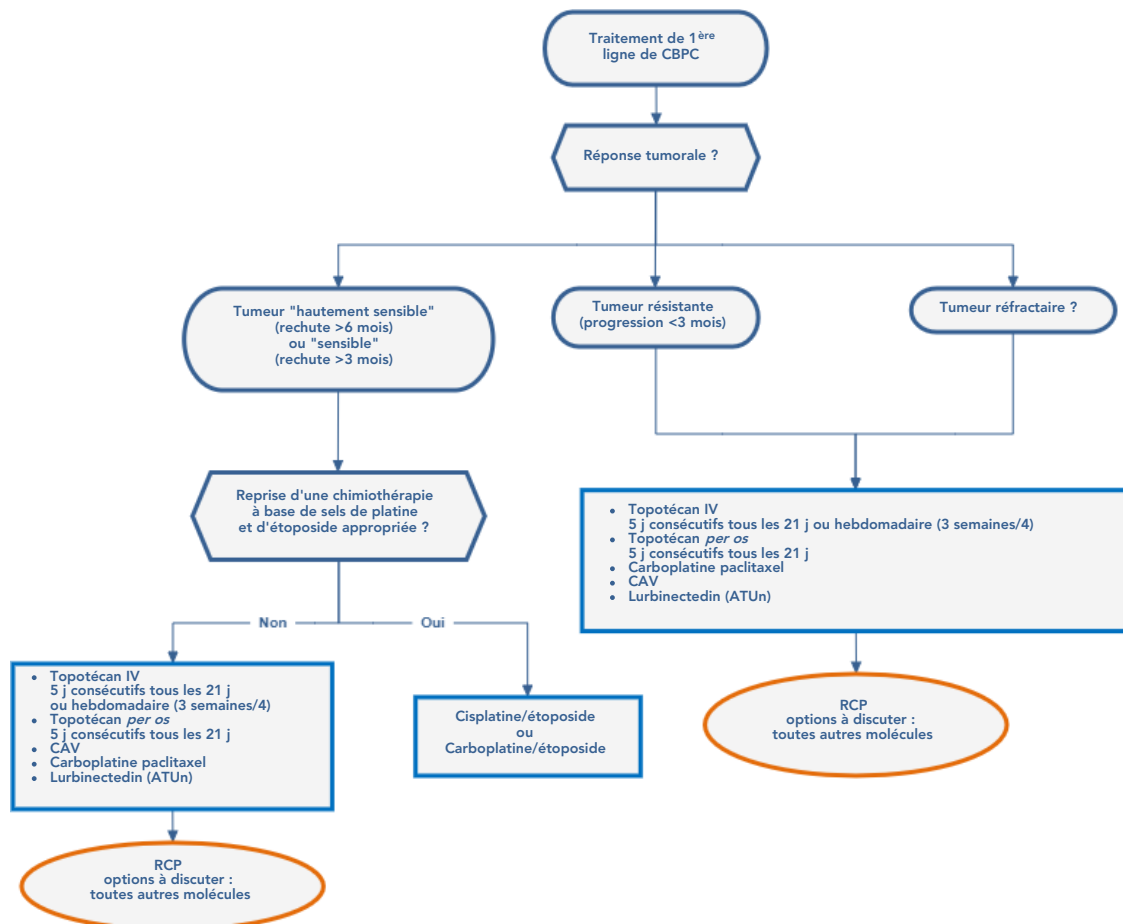 Traitement de 1ère
ligne de CBPC
Réponse tumorale ?
Tumeur "hautement sensible"
(rechute >6 mois)
ou "sensible"
(rechute >3 mois)
Tumeur résistante
(progression <3 mois)
Tumeur réfractaire ?
Reprise d'une chimiothérapie
à base de sels de platine
et d'étoposide appropriée ?
• Topotécan IV
5 j consécutifs tous les 21 j ou hebdomadaire (3 semaines/4)
• Topotécan per os
5 j consécutifs tous les 21 j
• Carboplatine paclitaxel
• CAV
• Lurbinectedin (ATUn)
Non
Oui
• Topotécan IV
5 j consécutifs tous les 21 j
ou hebdomadaire (3 semaines/4)
• Topotécan per os
5 j consécutifs tous les 21 j
• CAV
• Carboplatine paclitaxel
• Lurbinectedin (ATUn)
Cisplatine/étoposide
ou
Carboplatine/étoposide
RCP
options à discuter :
toutes autres molécules
RCP
options à discuter :
toutes autres molécules